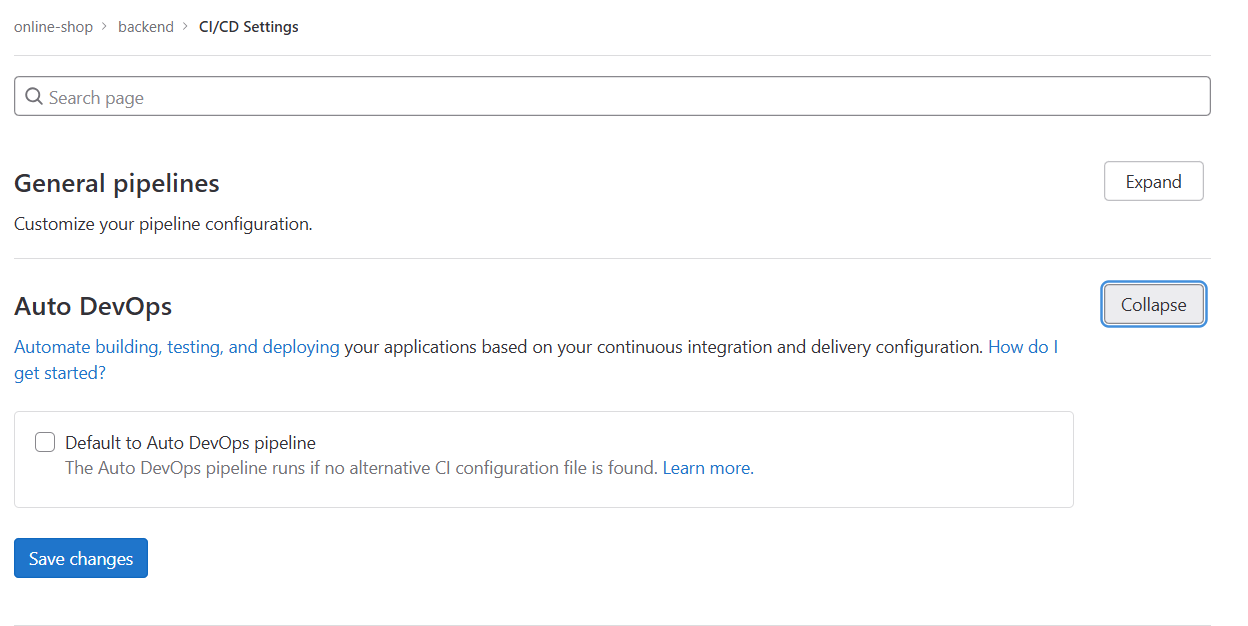 online-shop > backend > CI/CD Settings
Search page
General pipelines
Expand
Customize your pipeline configuration.
Auto DevOps
Collapse
Automate building, testing, and deploying your applications based on your continuous integration and delivery configuration. How do I
get started?
Default to Auto DevOps pipeline
The Auto DevOps pipeline runs if no alternative CI configuration file is found. Learn more.
Save changes